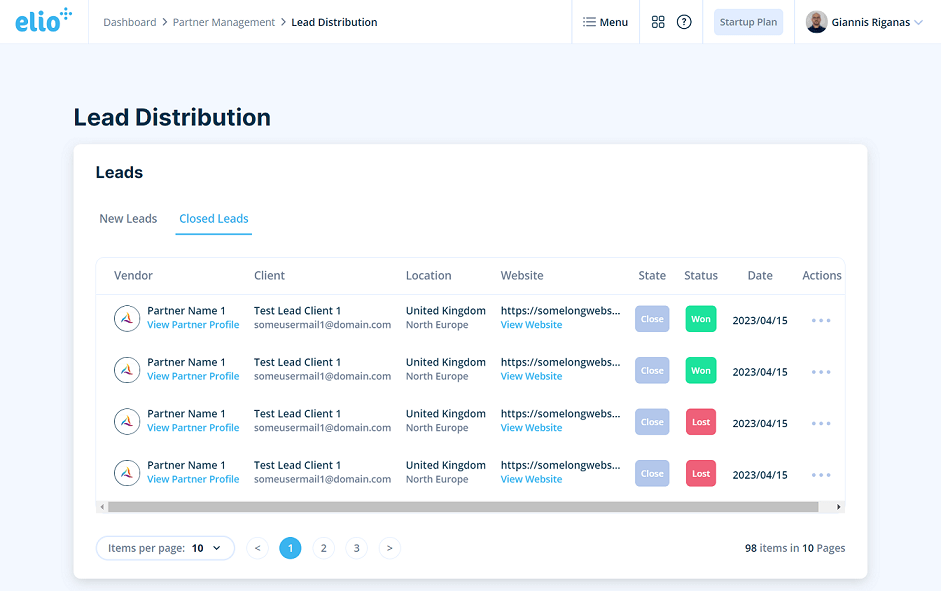 elio
Dashboard > Partner Management > Lead Distribution
Menu
?
Startup Plan
Giannis Riganas
Lead Distribution
Leads
New Leads Closed Leads
Vendor Client Location Website State Status Date Actions
Partner Name 1 Test Lead Client 1 United Kingdom https://somelongwebs... Close Won 2023/04/15
View Partner Profile someusermail1@domain.com North Europe View Website
Partner Name 1 Test Lead Client 1 United Kingdom https://somelongwebs... Close Won 2023/04/15
View Partner Profile someusermail1@domain.com North Europe View Website
Partner Name 1 Test Lead Client 1 United Kingdom https://somelongwebs... Close Lost 2023/04/15
View Partner Profile someusermail1@domain.com North Europe View Website
Partner Name 1 Test Lead Client 1 United Kingdom https://somelongwebs... Close Lost 2023/04/15
View Partner Profile someusermail1@domain.com North Europe View Website
Items per page: 10 < 1 2 3 > 98 items in 10 Pages